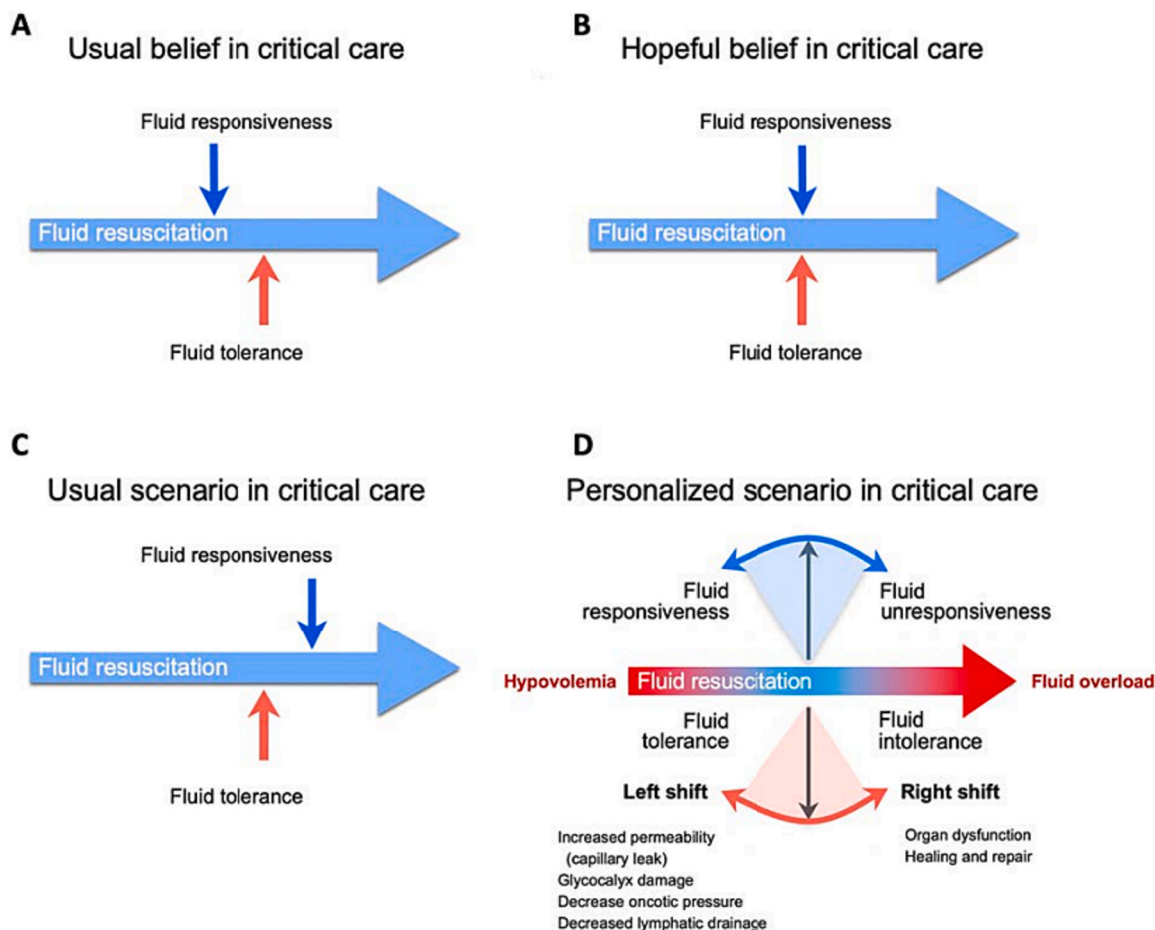 A
Usual belief in critical care
Fluid responsiveness
Fluid resuscitation
Fluid tolerance
B
Hopeful belief in critical care
Fluid responsiveness
Fluid resuscitation
Fluid tolerance
C
Usual scenario in critical care
Fluid responsiveness
Fluid resuscitation
Fluid tolerance
D
Personalized scenario in critical care
Fluid
responsiveness
Fluid
unresponsiveness
Hypovolemia
Fluid resuscitation
Fluid overload
Fluid
tolerance
Fluid
intolerance
Left shift
Right shift
Increased permeability
(capillary leak)
Glycocalyx damage
Decrease oncotic pressure
Decreased lymphatic drainage
Organ dysfunction
Healing and repair